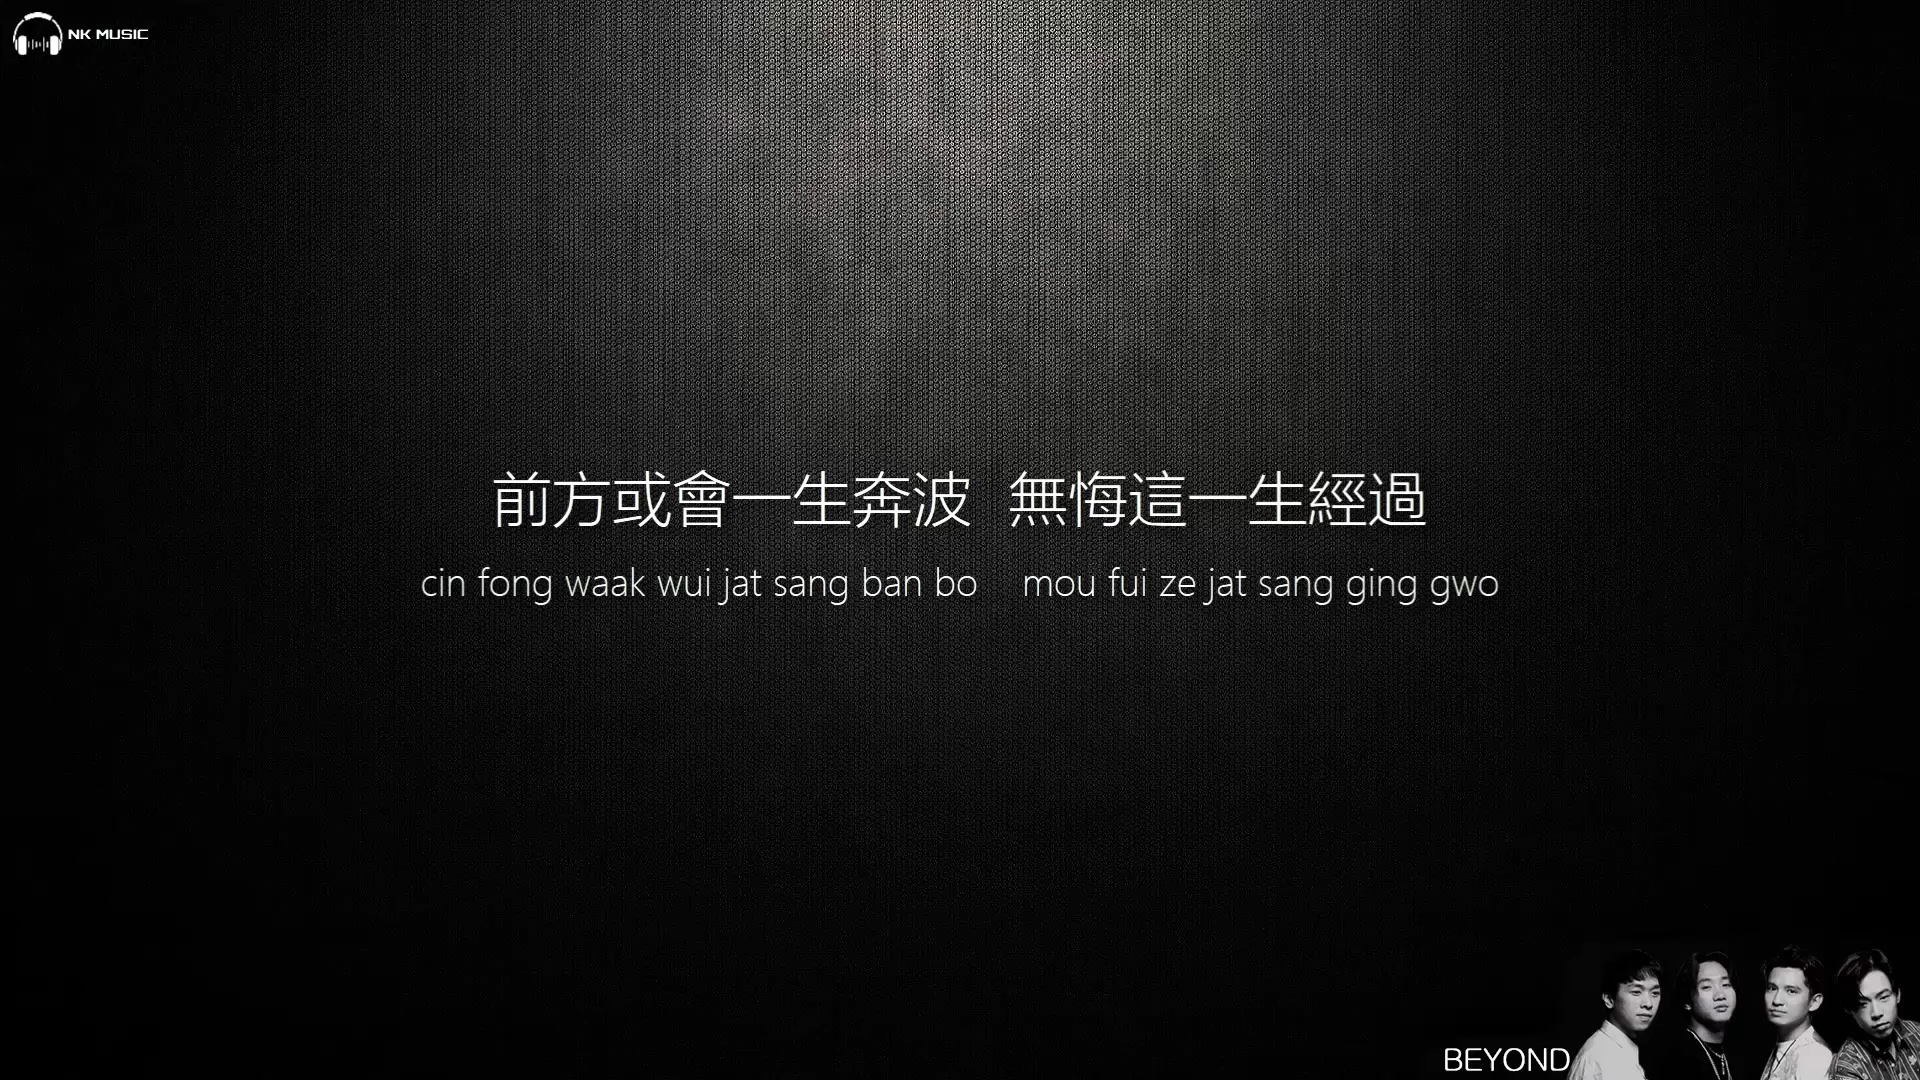 NK MUSIC
前方或會一生奔波 無悔這一生經過
cin fong waak wui jat sang ban bo mou fui ze jat sang ging gwo
BEYOND